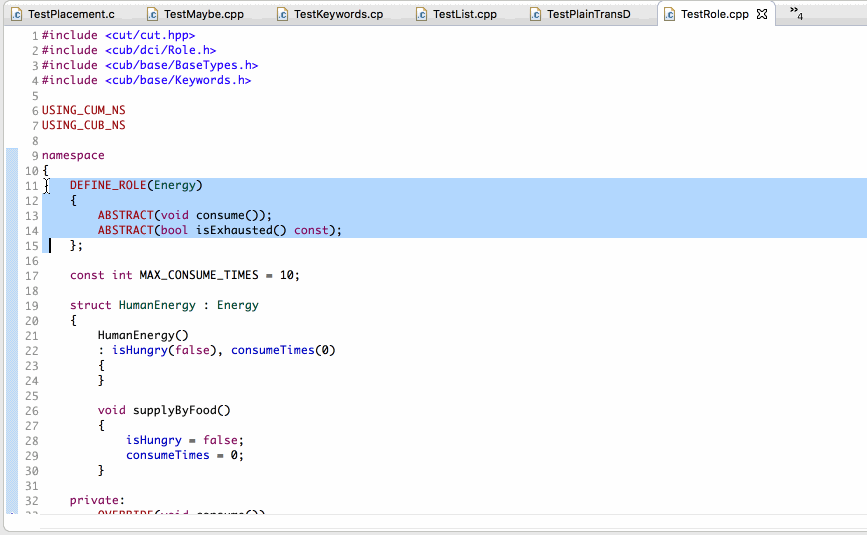 TestPlacement.c TestMaybe.cpp TestKeywords.cp TestList.cpp TestPlainTransD TestRole.cpp »4
1 #include <cut/cut.hpp>
2 #include <cub/dci/Role.h>
3 #include <cub/base/BaseTypes.h>
4 #include <cub/base/Keywords.h>
5
6 USING_CUM_NS
7 USING_CUB_NS
8
9 namespace
10 {
11 DEFINE_ROLE(Energy)
12 {
13 ABSTRACT(void consume());
14 ABSTRACT(bool isExhausted() const);
15 };
16
17 const int MAX_CONSUME_TIMES = 10;
18
19 struct HumanEnergy : Energy
20 {
21 HumanEnergy()
22 : isHungry(false), consumeTimes(0)
23 {
24 }
25
26 void supplyByFood()
27 {
28 isHungry = false;
29 consumeTimes = 0;
30 }
31
32 private:
33 OVERRIDE(void consume())